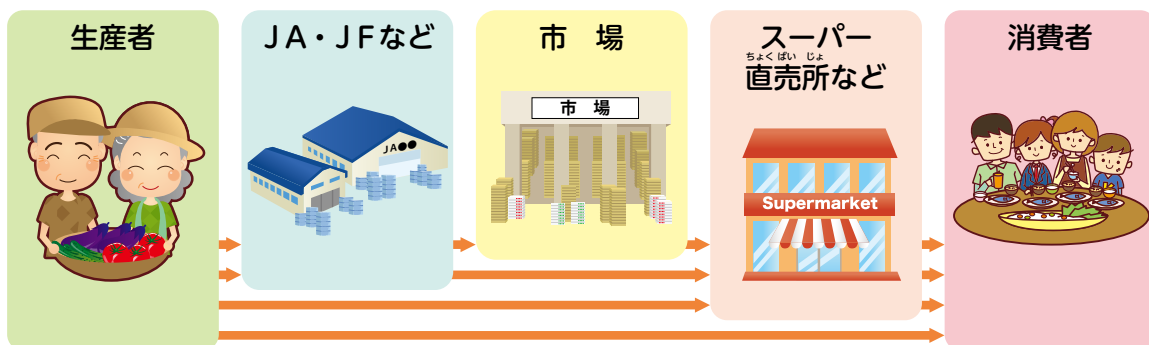 生産者
ＪＡ・ＪＦなど
市　場
スーパー
ちょくばい　じょ
直売所など
消費者
JA●●
市　場
Supermarket